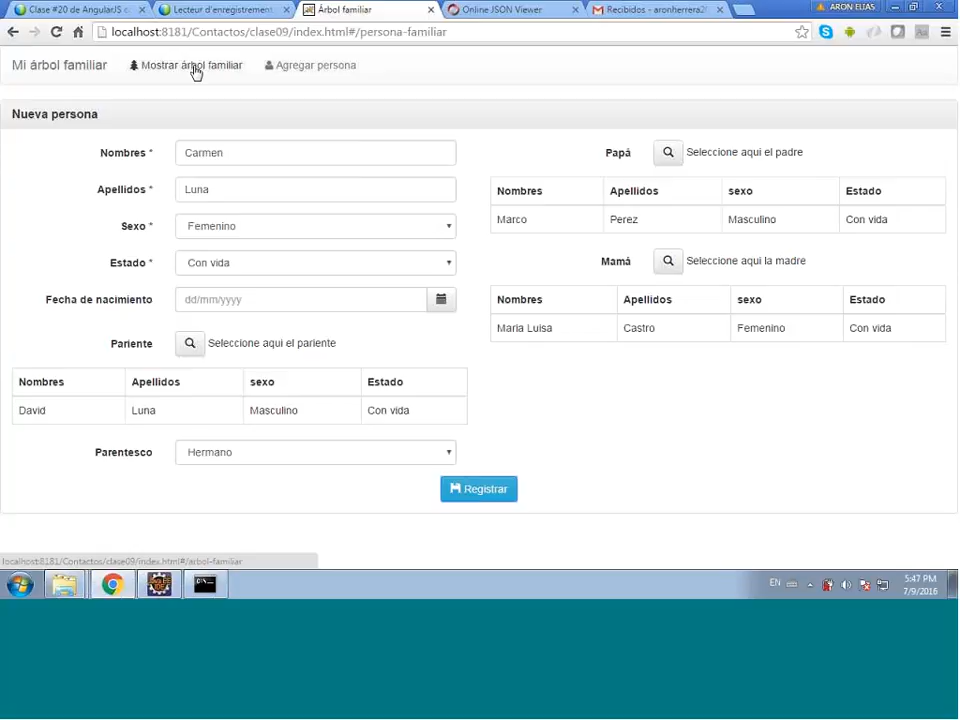 Clase #20 de AngularJS
Lecteur d'enregistrement
Árbol familiar
Online JSON Viewer
Recibidos - aronherrera2
ARON ELIAS
localhost:8181/Contactos/clase09/index.html#/persona-familiar
Mi árbol familiar
Mostrar árbol familiar
Agregar persona
Nueva persona
Nombres *
Carmen
Apellidos *
Luna
Sexo *
Femenino
Estado *
Con vida
Fecha de nacimiento
dd/mm/yyyy
Pariente
Seleccione aqui el pariente
Nombres Apellidos sexo Estado
David Luna Masculino Con vida
Parentesco
Hermano
Papá
Seleccione aqui el padre
Nombres Apellidos sexo Estado
Marco Perez Masculino Con vida
Mamá
Seleccione aqui la madre
Nombres Apellidos sexo Estado
Maria Luisa Castro Femenino Con vida
Registrar
localhost:8181/Contactos/clase09/index.html#/arbol-familiar
EN
5:47 PM
7/9/2016